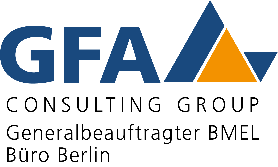 GFA
CONSULTING GROUP
Generalbeauftragter BMEL
Büro Berlin